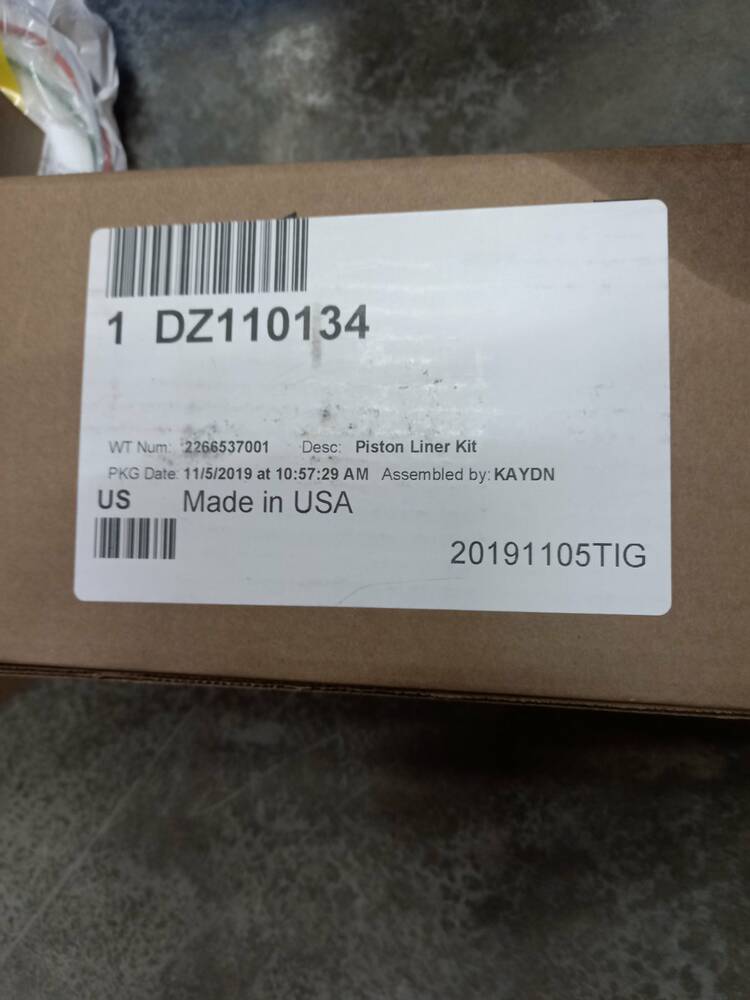 1 DZ110134
WT Num: 2266537001 Desc: Piston Liner Kit
PKG Date: 11/5/2019 at 10:57:29 AM Assembled by: KAYDN
US Made in USA
20191105TIG